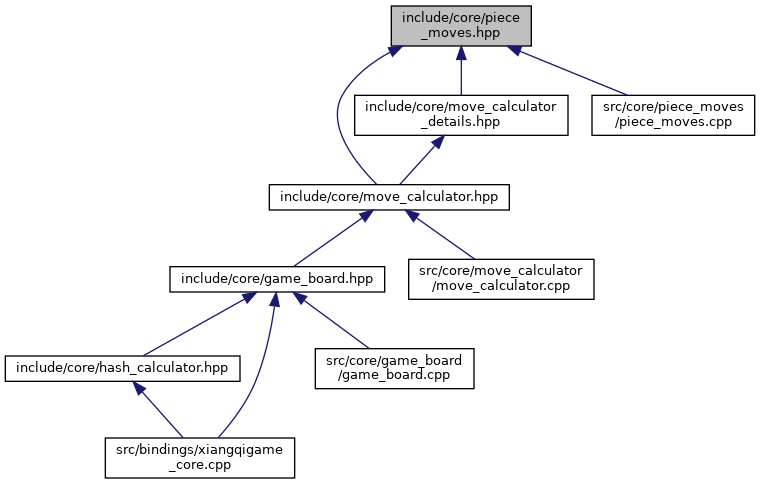 include/core/piece
_moves.hpp
include/core/move_calculator
_details.hpp
src/core/piece_moves
/piece_moves.cpp
include/core/move_calculator.hpp
include/core/game_board.hpp
src/core/move_calculator
/move_calculator.cpp
include/core/hash_calculator.hpp
src/core/game_board
/game_board.cpp
src/bindings/xiangqigame
_core.cpp